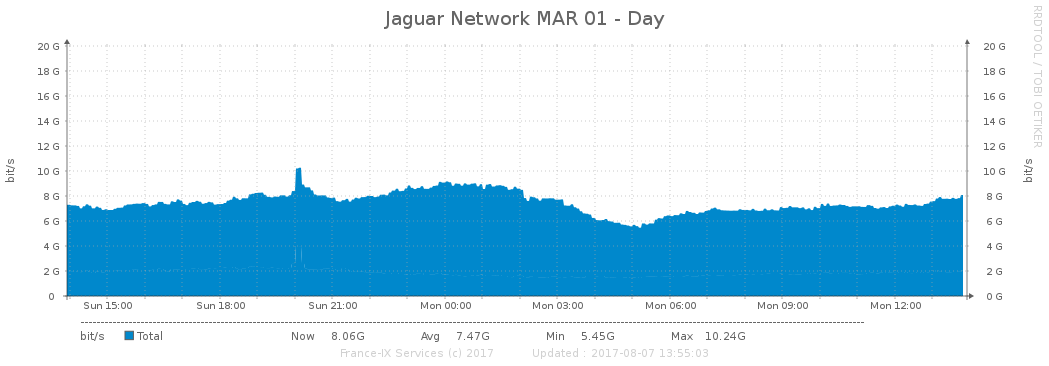 Jaguar Network MAR 01 - Day
RRDTOOL / TOBI OETIKER
bit/s
bit/s
20 G 20 G
18 G 18 G
16 G 16 G
14 G 14 G
12 G 12 G
10 G 10 G
8 G 8 G
6 G 6 G
4 G 4 G
2 G 2 G
0 0 G
Sun 15:00 Sun 18:00 Sun 21:00 Mon 00:00 Mon 03:00 Mon 06:00 Mon 09:00 Mon 12:00
bit/s Total Now 8.06G Avg 7.47G Min 5.45G Max 10.24G
France-IX Services (c) 2017 Updated : 2017-08-07 13:55:03